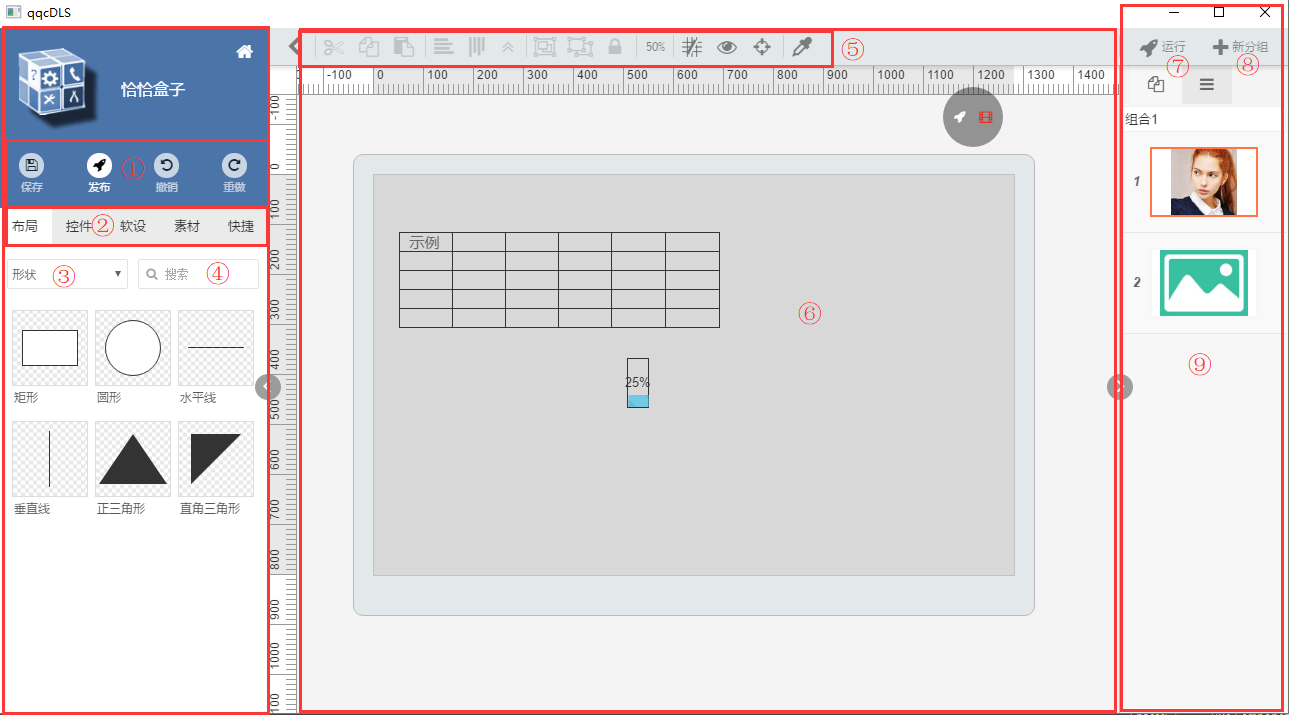 qqcDLS
恰恰盒子
保存 发布 ① 撤销 重做
布局 控件 ② 软设 素材 快捷
形状 ③ ▼ 搜索 ④
矩形 圆形 水平线
垂直线 正三角形 直角三角形
50% ⑤
-100 0 100 200 300 400 500 600 700 800 900 1000 1100 1200 1300 1400
-100
0
100
200
300
400
500
600
700
800
900
1000
示例
⑥
25%
运行 新分组
⑦ ⑧
组合1
1
2
⑨